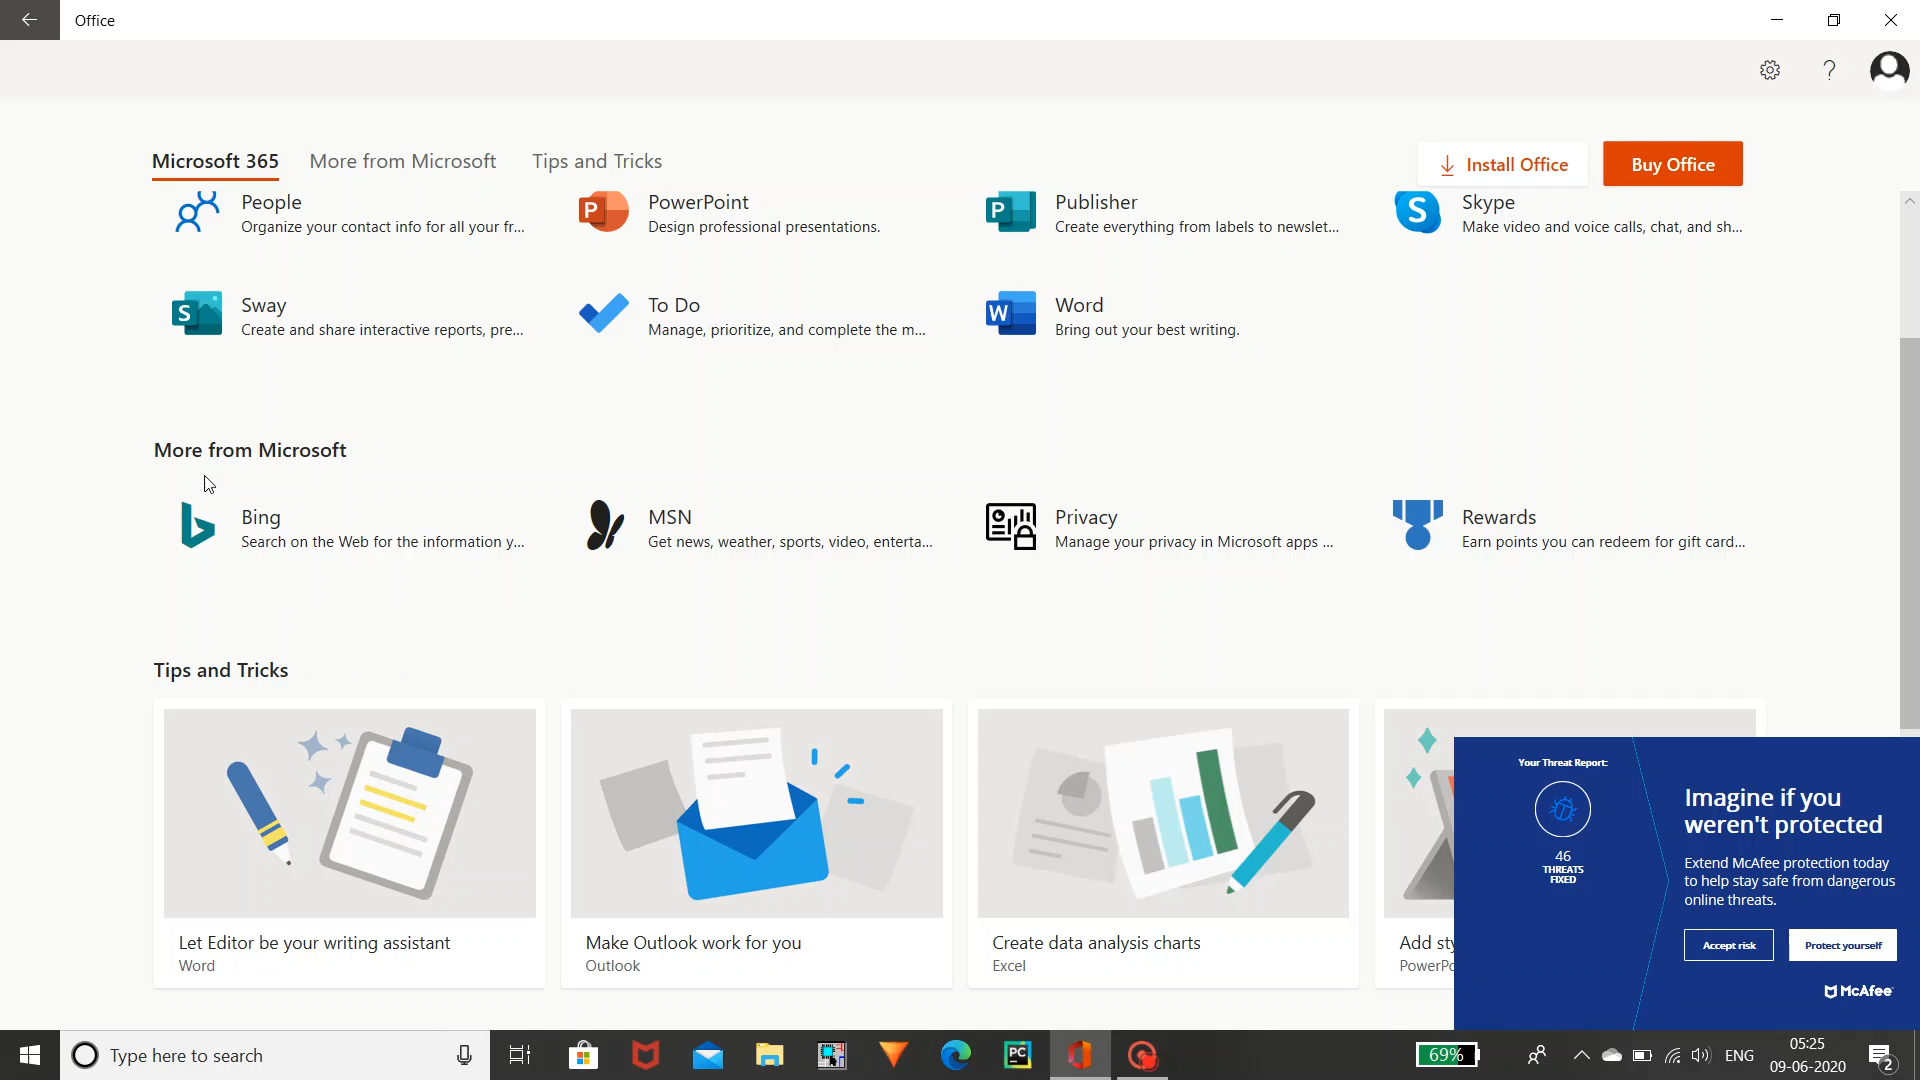 Office
Microsoft 365
More from Microsoft
Tips and Tricks
Install Office
Buy Office
People
Organize your contact info for all your fr...
PowerPoint
Design professional presentations.
Publisher
Create everything from labels to newslet...
Skype
Make video and voice calls, chat, and sh...
Sway
Create and share interactive reports, pre...
To Do
Manage, prioritize, and complete the m...
Word
Bring out your best writing.
More from Microsoft
Bing
Search on the Web for the information y...
MSN
Get news, weather, sports, video, enterta...
Privacy
Manage your privacy in Microsoft apps ...
Rewards
Earn points you can redeem for gift card...
Tips and Tricks
Let Editor be your writing assistant
Word
Make Outlook work for you
Outlook
Create data analysis charts
Excel
Add sty
PowerPo
Your Threat Report:
46
THREATS
FIXED
Imagine if you
weren't protected
Extend McAfee protection today
to help stay safe from dangerous
online threats.
Accept risk
Protect yourself
McAfee
Type here to search
PC
69%
ENG
05:25
09-06-2020
2